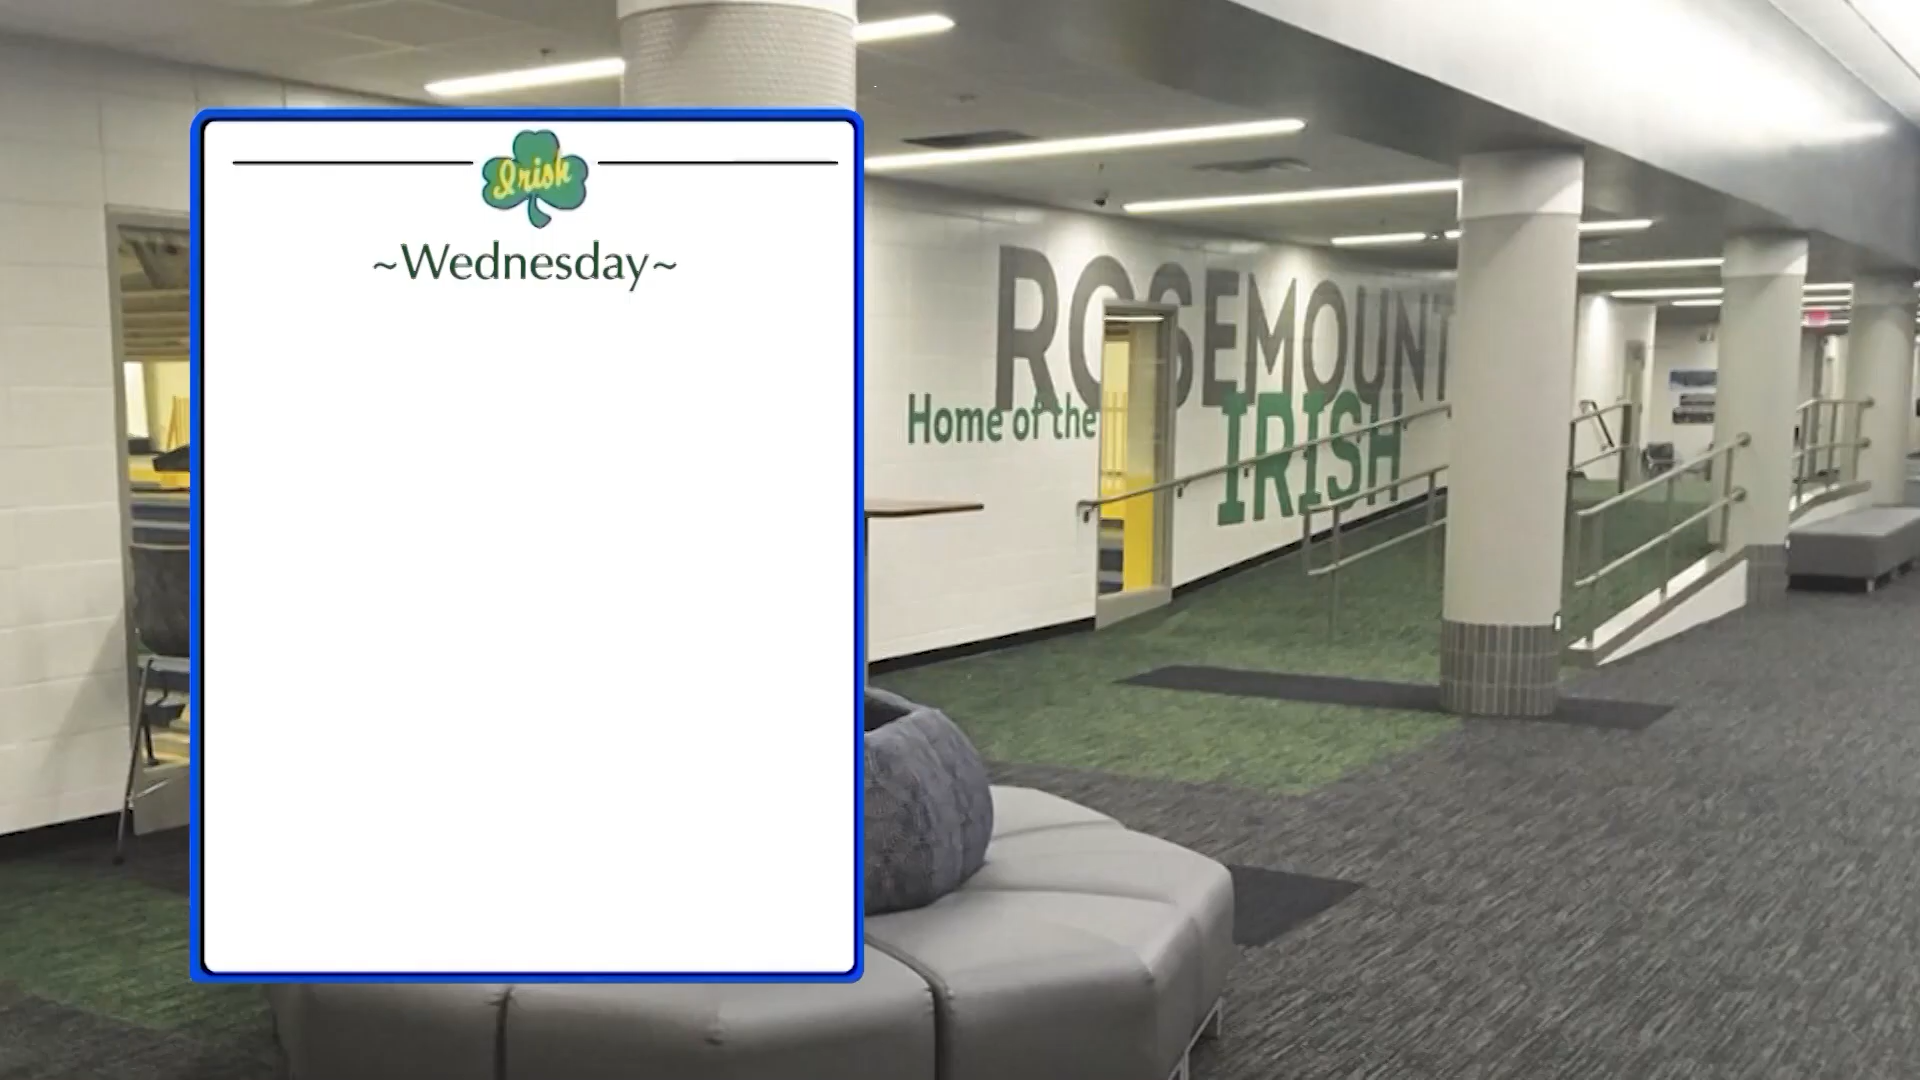 Irish
~Wednesday~
ROSEMOUNT
Home of the
IRISH